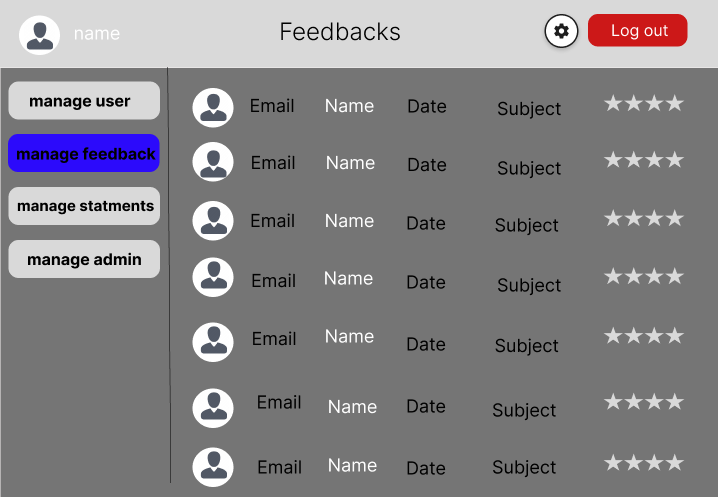 name
Feedbacks
Log out
manage user
manage feedback
manage statments
manage admin
Email Name Date Subject
Email Name Date Subject
Email Name Date Subject
Email Name Date Subject
Email Name Date Subject
Email Name Date Subject
Email Name Date Subject